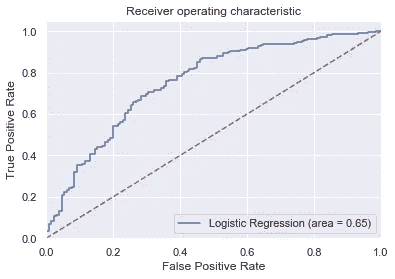 Receiver operating characteristic
1.0
0.8
0.6
0.4
0.2
0.0
True Positive Rate
Logistic Regression (area = 0.65)
0.0 0.2 0.4 0.6 0.8 1.0
False Positive Rate